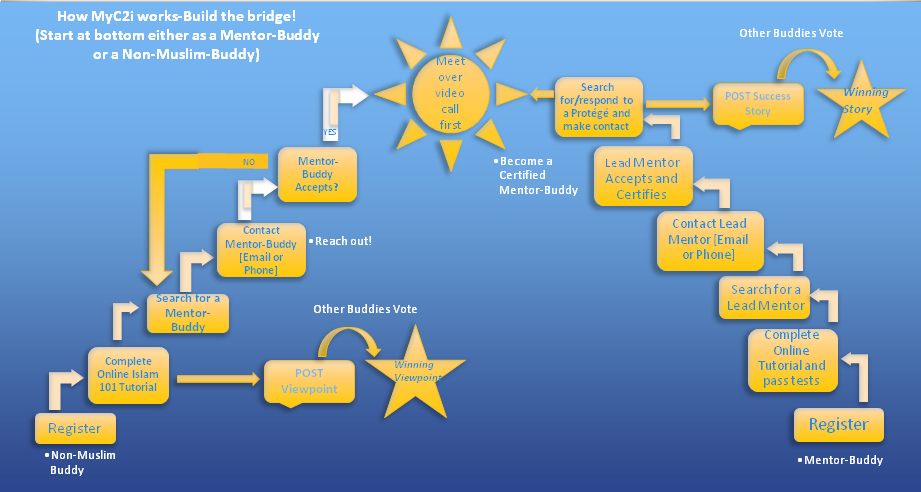 How MyC2i works-Build the bridge!
(Start at bottom either as a Mentor-Buddy
or a Non-Muslim-Buddy)
Meet
over
video
call
first
YES
NO
Mentor-
Buddy
Accepts?
Contact
Mentor-Buddy
[Email or
Phone]
• Reach out!
Search for a
Mentor-
Buddy
Complete
Online Islam
101 Tutorial
Register
• Non-Muslim
Buddy
POST
Viewpoint
Other Buddies Vote
Winning
Viewpoint
Other Buddies Vote
Winning
Story
POST Success
Story
Search
for/respond to
a Protégé and
make contact
• Become a
Certified
Mentor-Buddy
Lead Mentor
Accepts and
Certifies
Contact Lead
Mentor [Email
or Phone]
Search for a
Lead Mentor
Complete
Online
Tutorial and
pass tests
Register
• Mentor-Buddy